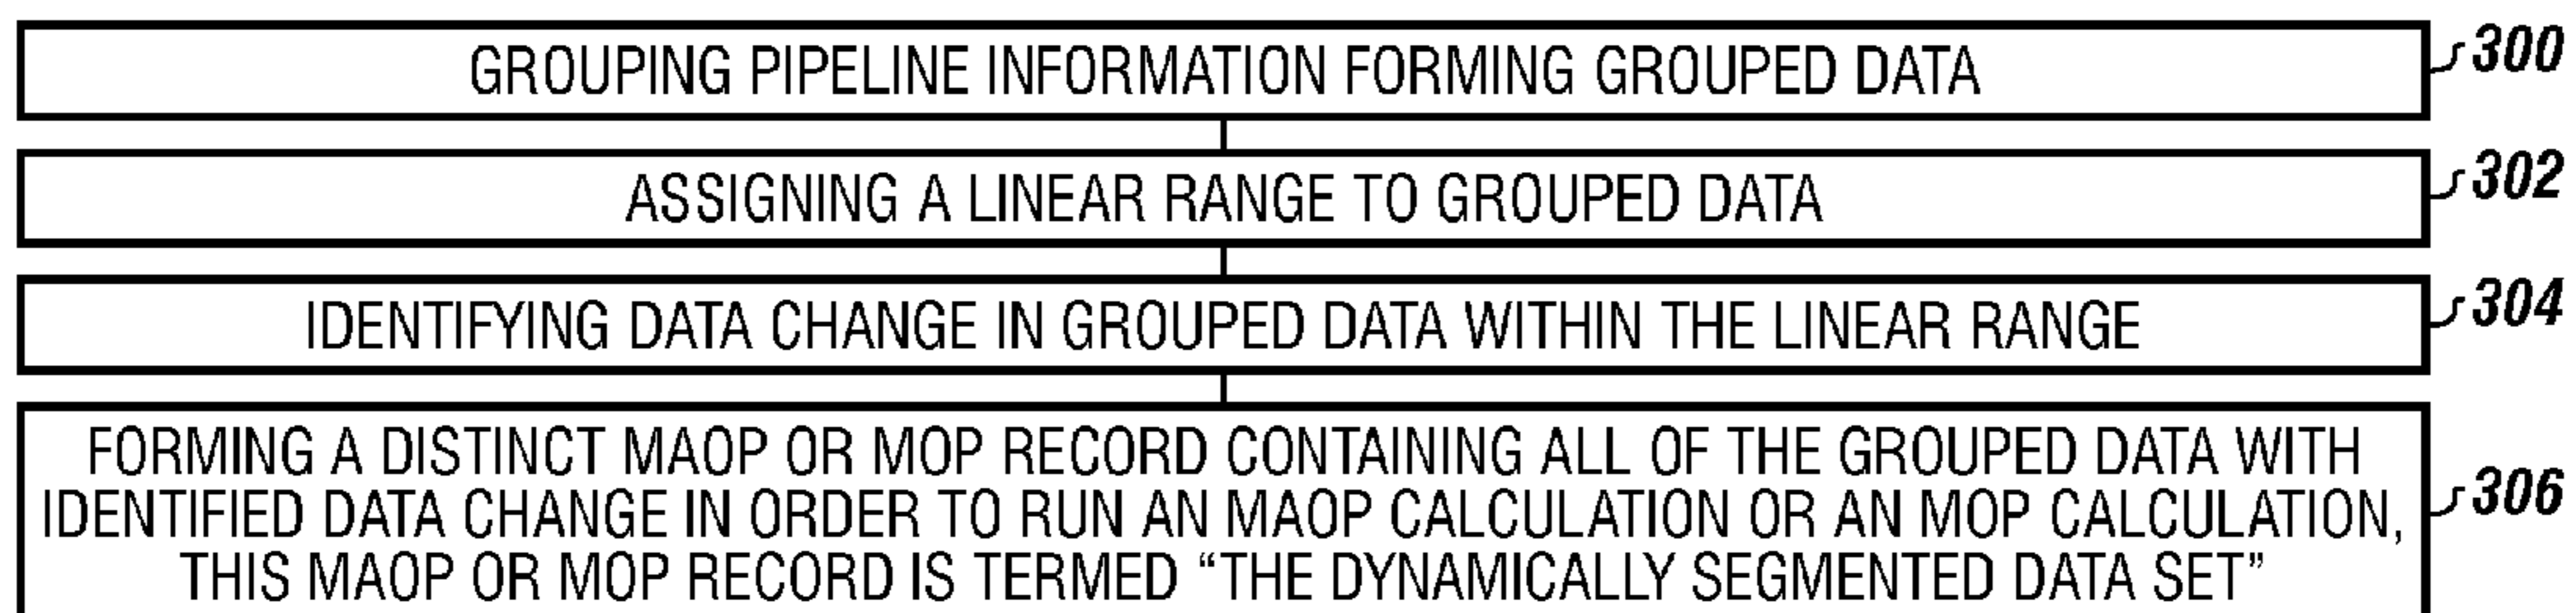 GROUPING PIPELINE INFORMATION FORMING GROUPED DATA
300
ASSIGNING A LINEAR RANGE TO GROUPED DATA
302
IDENTIFYING DATA CHANGE IN GROUPED DATA WITHIN THE LINEAR RANGE
304
FORMING A DISTINCT MAOP OR MOP RECORD CONTAINING ALL OF THE GROUPED DATA WITH
IDENTIFIED DATA CHANGE IN ORDER TO RUN AN MAOP CALCULATION OR AN MOP CALCULATION,
THIS MAOP OR MOP RECORD IS TERMED “THE DYNAMICALLY SEGMENTED DATA SET”
306